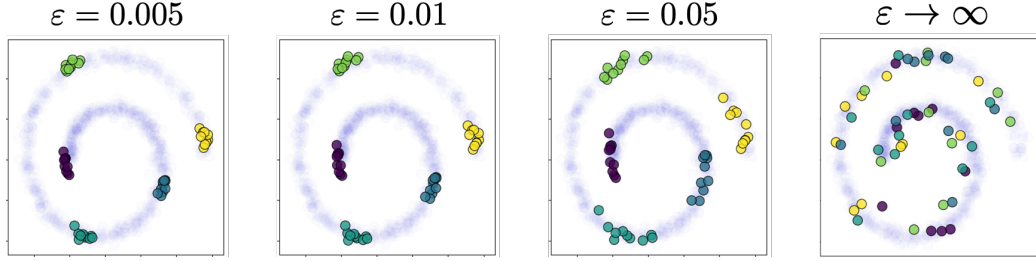 ε = 0.005
ε = 0.01
ε = 0.05
ε → ∞